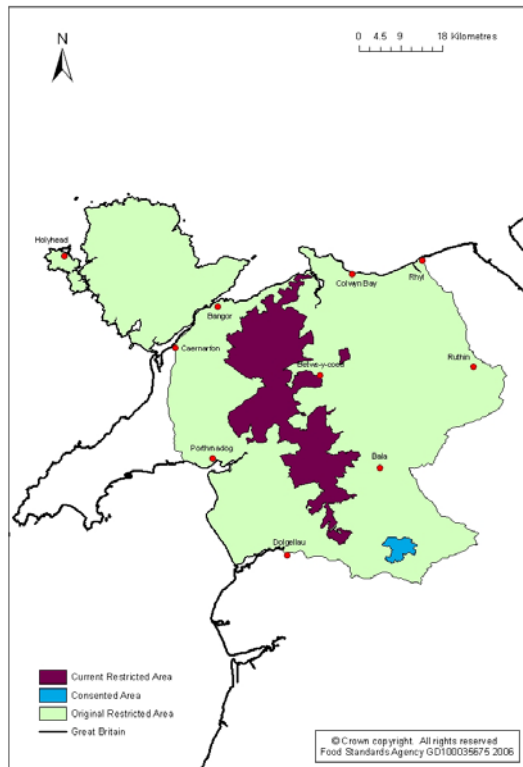 N
0 4.5 9 18 Kilometres
Holyhead
Colwyn Bay
Rhyl
Bangor
Caernarfon
Betws-y-coed
Ruthin
Porthmadog
Bala
Dolgellau
Current Restricted Area
Consented Area
Original Restricted Area
Great Britain
© Crown copyright. All rights reserved
Food Standards Agency GD100035675 2006